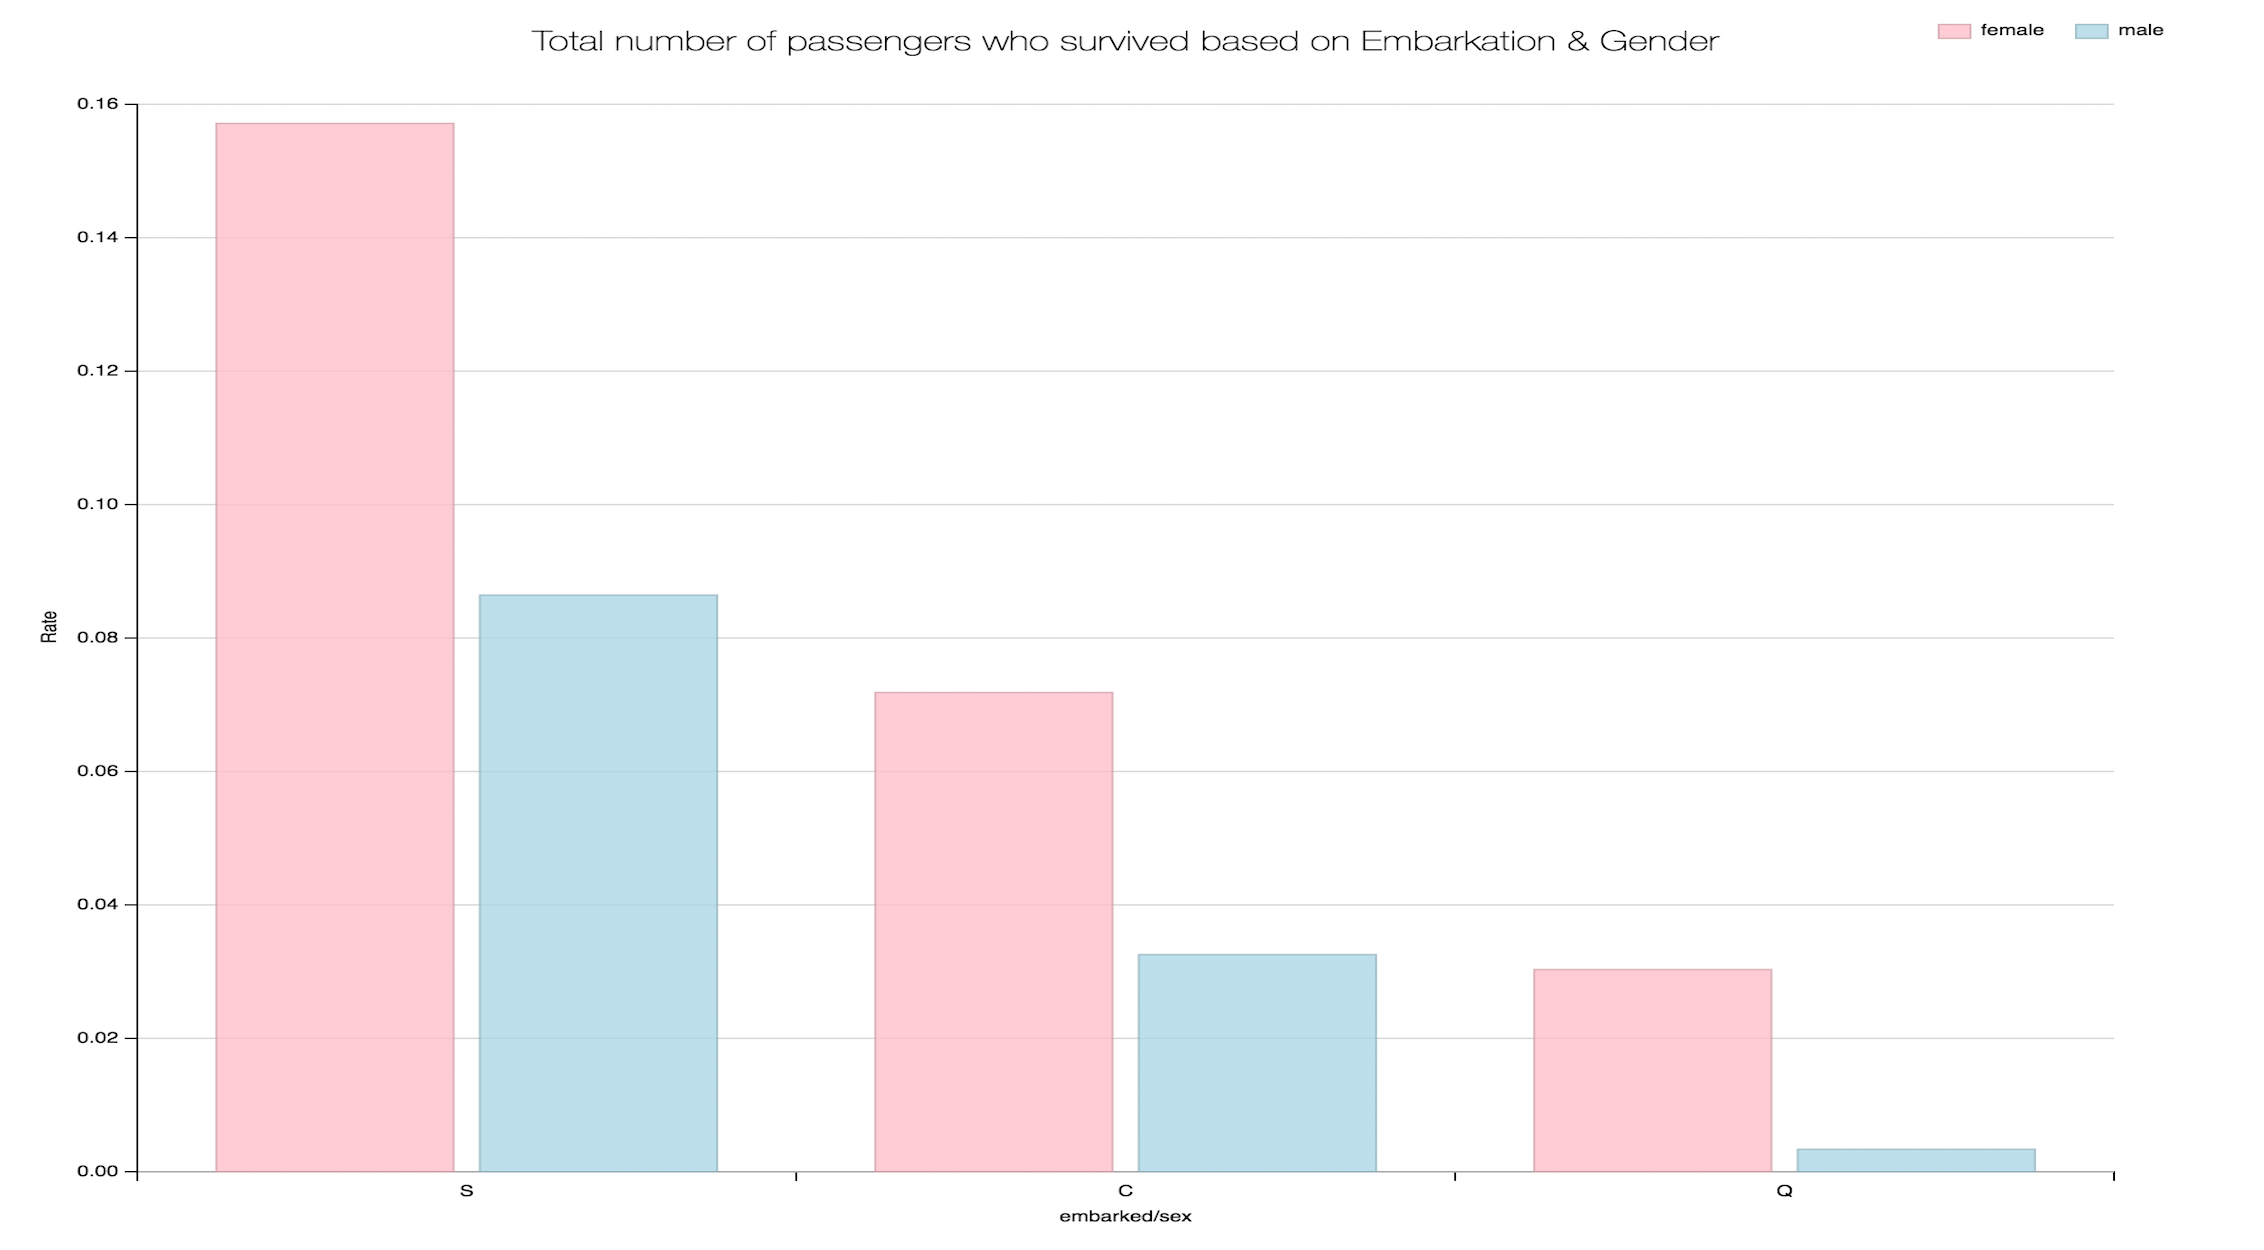 Total number of passengers who survived based on Embarkation & Gender
female
male
0.16
0.14
0.12
0.10
0.08
0.06
0.04
0.02
0.00
Rate
S
C
Q
embarked/sex